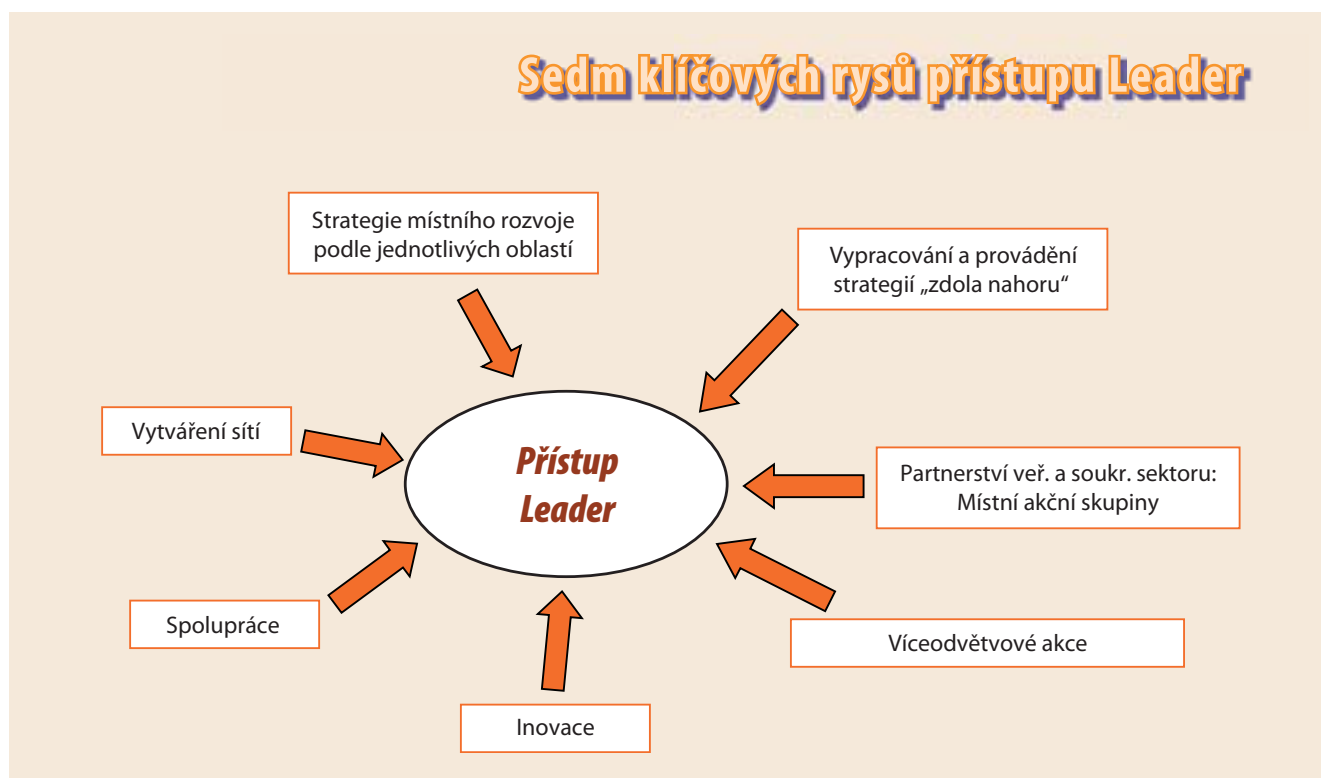 Sedm klíčových rysů přístupu Leader
Strategie místního rozvoje
podle jednotlivých oblastí
Vypracování a provádění
strategií „zdola nahoru“
Vytváření sítí
Přístup
Leader
Partnerství veř. a soukr. sektoru:
Místní akční skupiny
Spolupráce
Víceodvětvové akce
Inovace